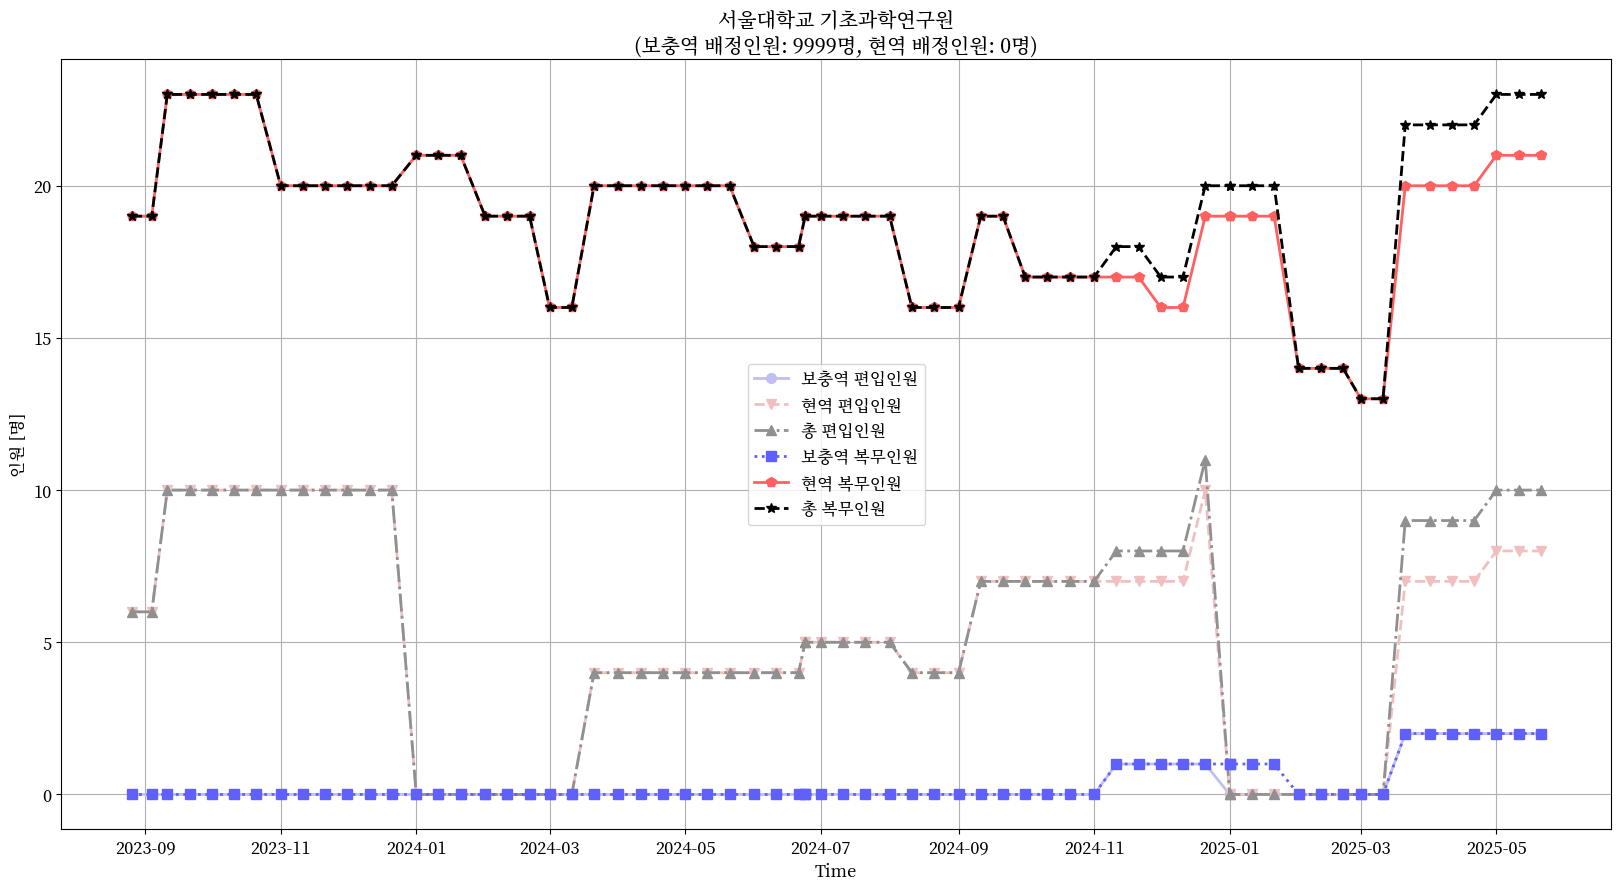 서울대학교 기초과학연구원
(보충역 배정인원: 9999명, 현역 배정인원: 0명)
인원 [명]
20
15
10
5
0
보충역 편입인원
현역 편입인원
총 편입인원
보충역 복무인원
현역 복무인원
총 복무인원
2023-09
2023-11
2024-01
2024-03
2024-05
2024-07
2024-09
2024-11
2025-01
2025-03
2025-05
Time